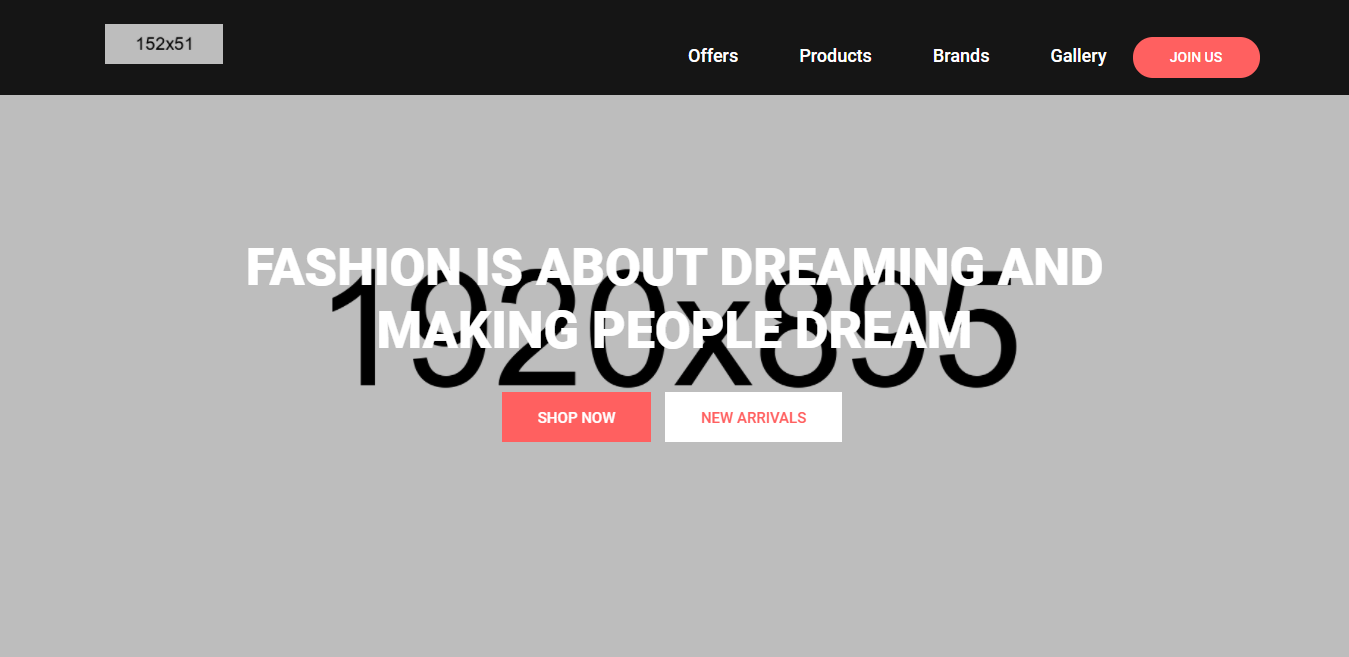 152x51
Offers
Products
Brands
Gallery
JOIN US
FASHION IS ABOUT DREAMING AND
1920x895
MAKING PEOPLE DREAM
SHOP NOW
NEW ARRIVALS